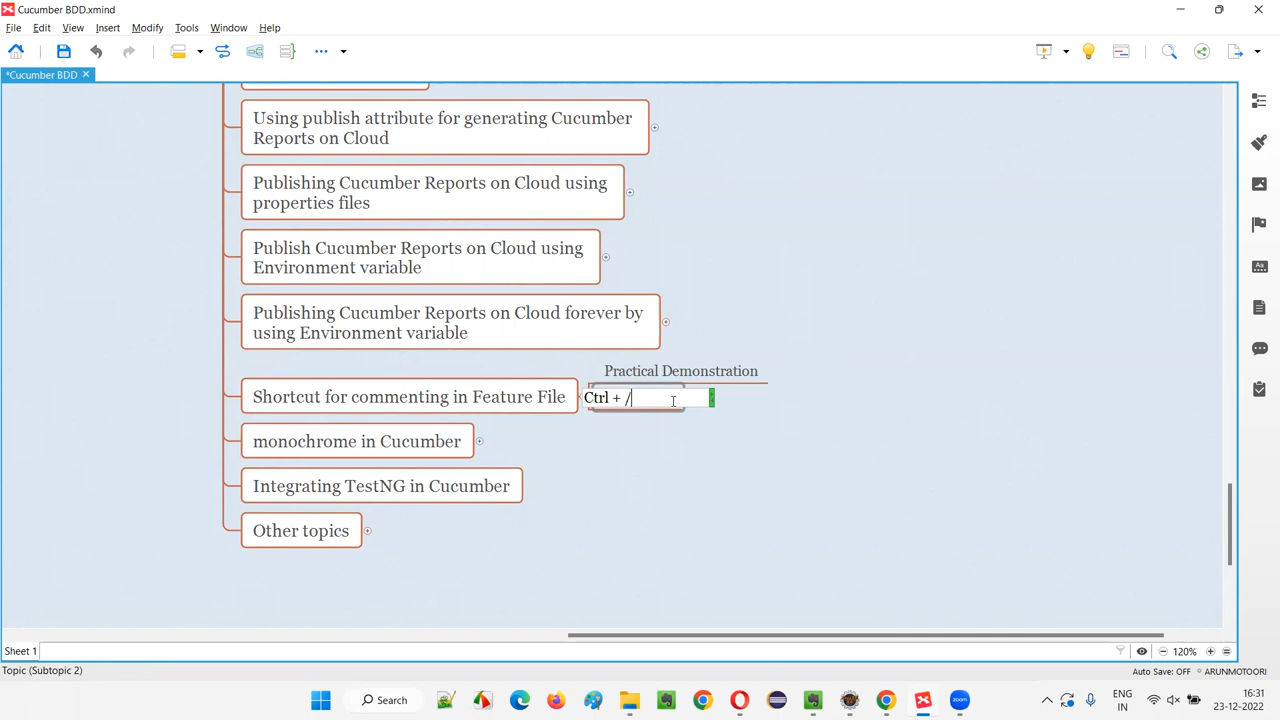 Cucumber BDD.xmind
File Edit View Insert Modify Tools Window Help
*Cucumber BDD
Using publish attribute for generating Cucumber
Reports on Cloud
Publishing Cucumber Reports on Cloud using
properties files
Publish Cucumber Reports on Cloud using
Environment variable
Publishing Cucumber Reports on Cloud forever by
using Environment variable
Practical Demonstration
Shortcut for commenting in Feature File
Ctrl + /
monochrome in Cucumber
Integrating TestNG in Cucumber
Other topics
Sheet 1
120%
Topic (Subtopic 2)
Auto Save: OFF
ARUNMOTOORI
Search
ENG
IN
16:31
23-12-2022